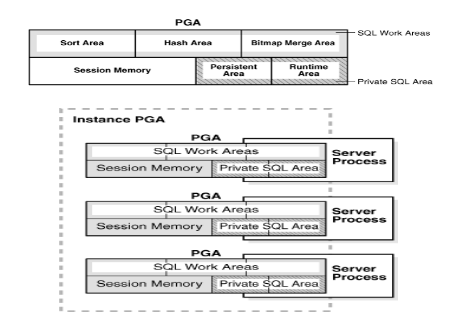 PGA
Sort Area Hash Area Bitmap Merge Area
SQL Work Areas
Session Memory
Persistent Area
Runtime Area
Private SQL Area
Instance PGA
PGA
SQL Work Areas
Session Memory Private SQL Area
Server Process
PGA
SQL Work Areas
Session Memory Private SQL Area
Server Process
PGA
SQL Work Areas
Session Memory Private SQL Area
Server Process